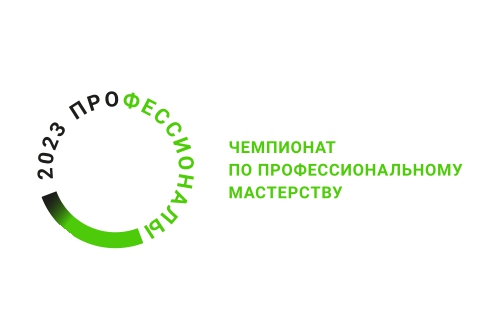 2023 ПРОФЕССИОНАЛЫ
ЧЕМПИОНАТ
ПО ПРОФЕССИОНАЛЬНОМУ
МАСТЕРСТВУ